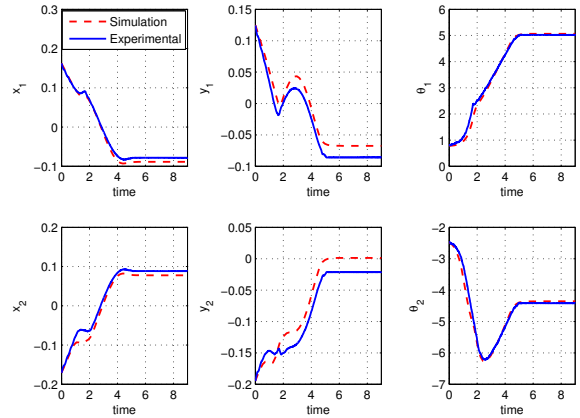 Simulation
Experimental
x1
0.3
0.2
0.1
0
−0.1
0 2 4 6 8
time
y1
0.15
0.1
0.05
0
−0.05
−0.1
0 2 4 6 8
time
θ1
6
5
4
3
2
1
0
0 2 4 6 8
time
x2
0.2
0.1
0
−0.1
−0.2
0 2 4 6 8
time
y2
0.05
0
−0.05
−0.1
−0.15
−0.2
0 2 4 6 8
time
θ2
−2
−3
−4
−5
−6
−7
0 2 4 6 8
time